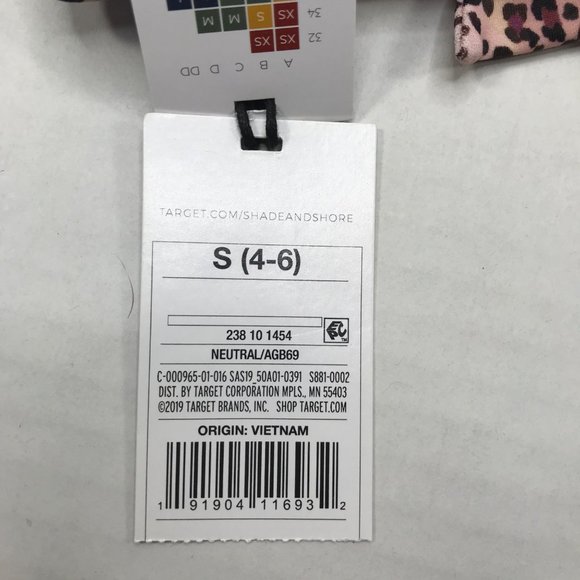 34 XS S M M
32 XS XS
A B C D DD
TARGET.COM/SHADEANDSHORE
S (4-6)
238 10 1454
NEUTRAL/AGB69
C-000965-01-016 SAS19_50A01-0391 S881-0002
DIST. BY TARGET CORPORATION MPLS., MN 55403
©2019 TARGET BRANDS, INC. SHOP TARGET.COM
ORIGIN: VIETNAM
1 91904 11693 2